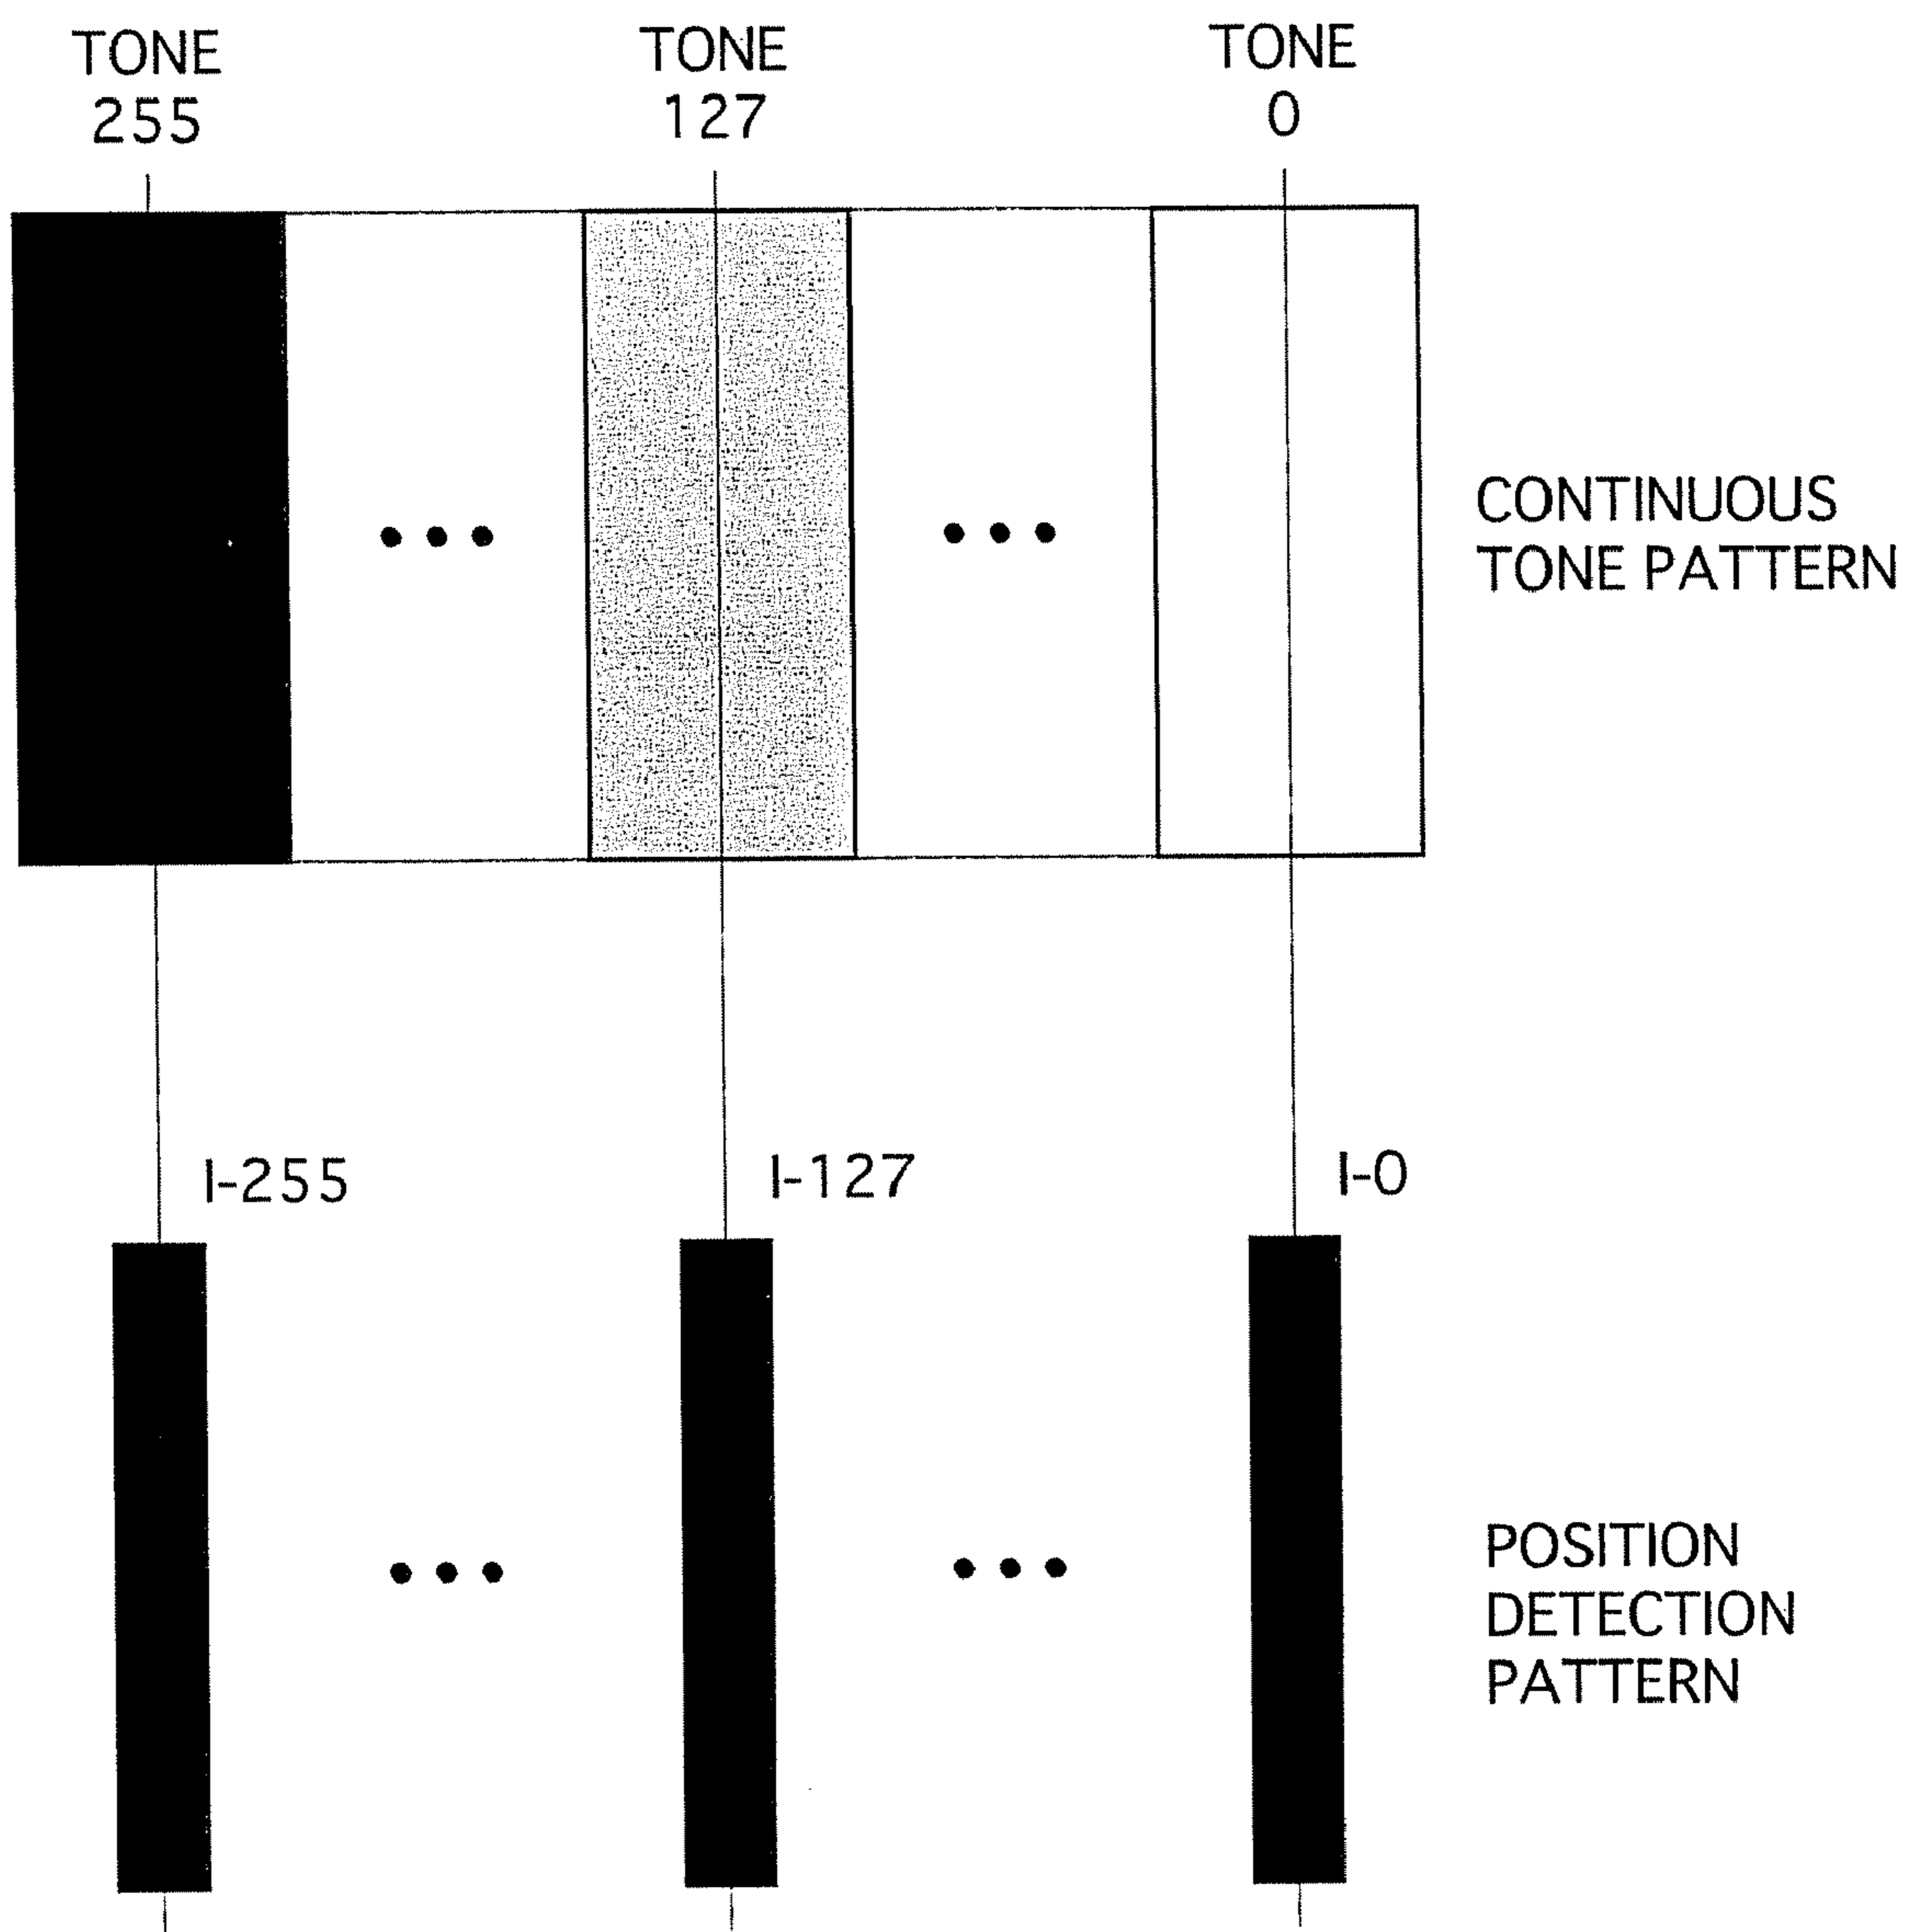 TONE
255
TONE
127
TONE
0
CONTINUOUS
TONE PATTERN
I-255
I-127
I-0
POSITION
DETECTION
PATTERN